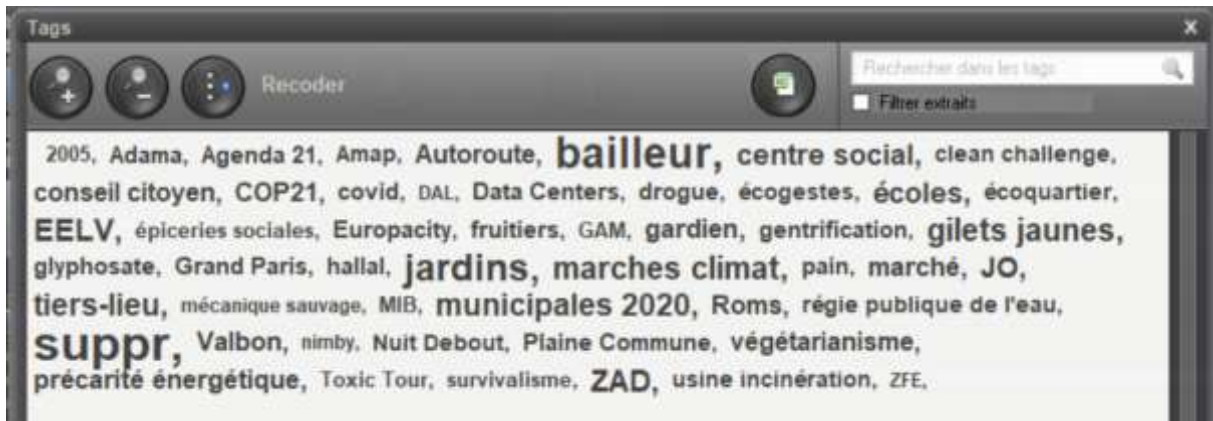 Tags
Recoder
Rechercher dans les tags
Filtrer extraits
2005, Adama, Agenda 21, Amap, Autoroute, bailleur, centre social, clean challenge,
conseil citoyen, COP21, covid, DAL, Data Centers, drogue, écogestes, écoles, écoquartier,
EELV, épiceries sociales, Europacity, fruitiers, GAM, gardien, gentrification, gilets jaunes,
glyphosate, Grand Paris, hallal, jardins, marches climat, pain, marché, JO,
tiers-lieu, mécanique sauvage, MIB, municipales 2020, Roms, régie publique de l'eau,
suppr, Valbon, nimby, Nuit Debout, Plaine Commune, végétarianisme,
précarité énergétique, Toxic Tour, survivalisme, ZAD, usine incinération, ZFE,